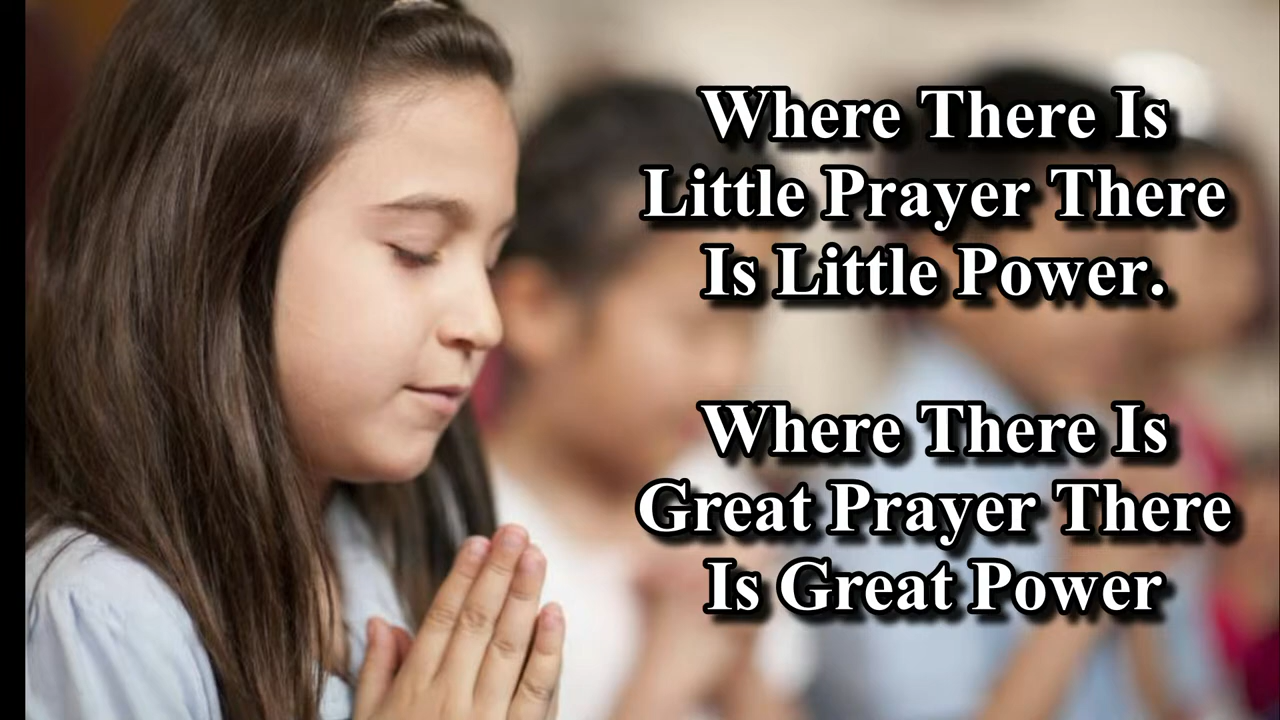 Where There Is
Little Prayer There
Is Little Power.
Where There Is
Great Prayer There
Is Great Power